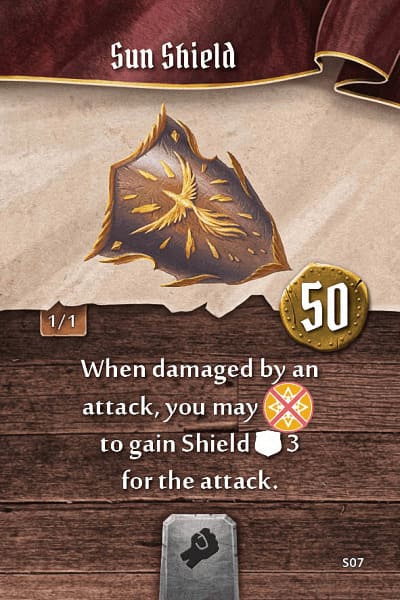 Sun Shield
50
1/1
When damaged by an
attack, you may
to gain Shield 3
for the attack.
S07